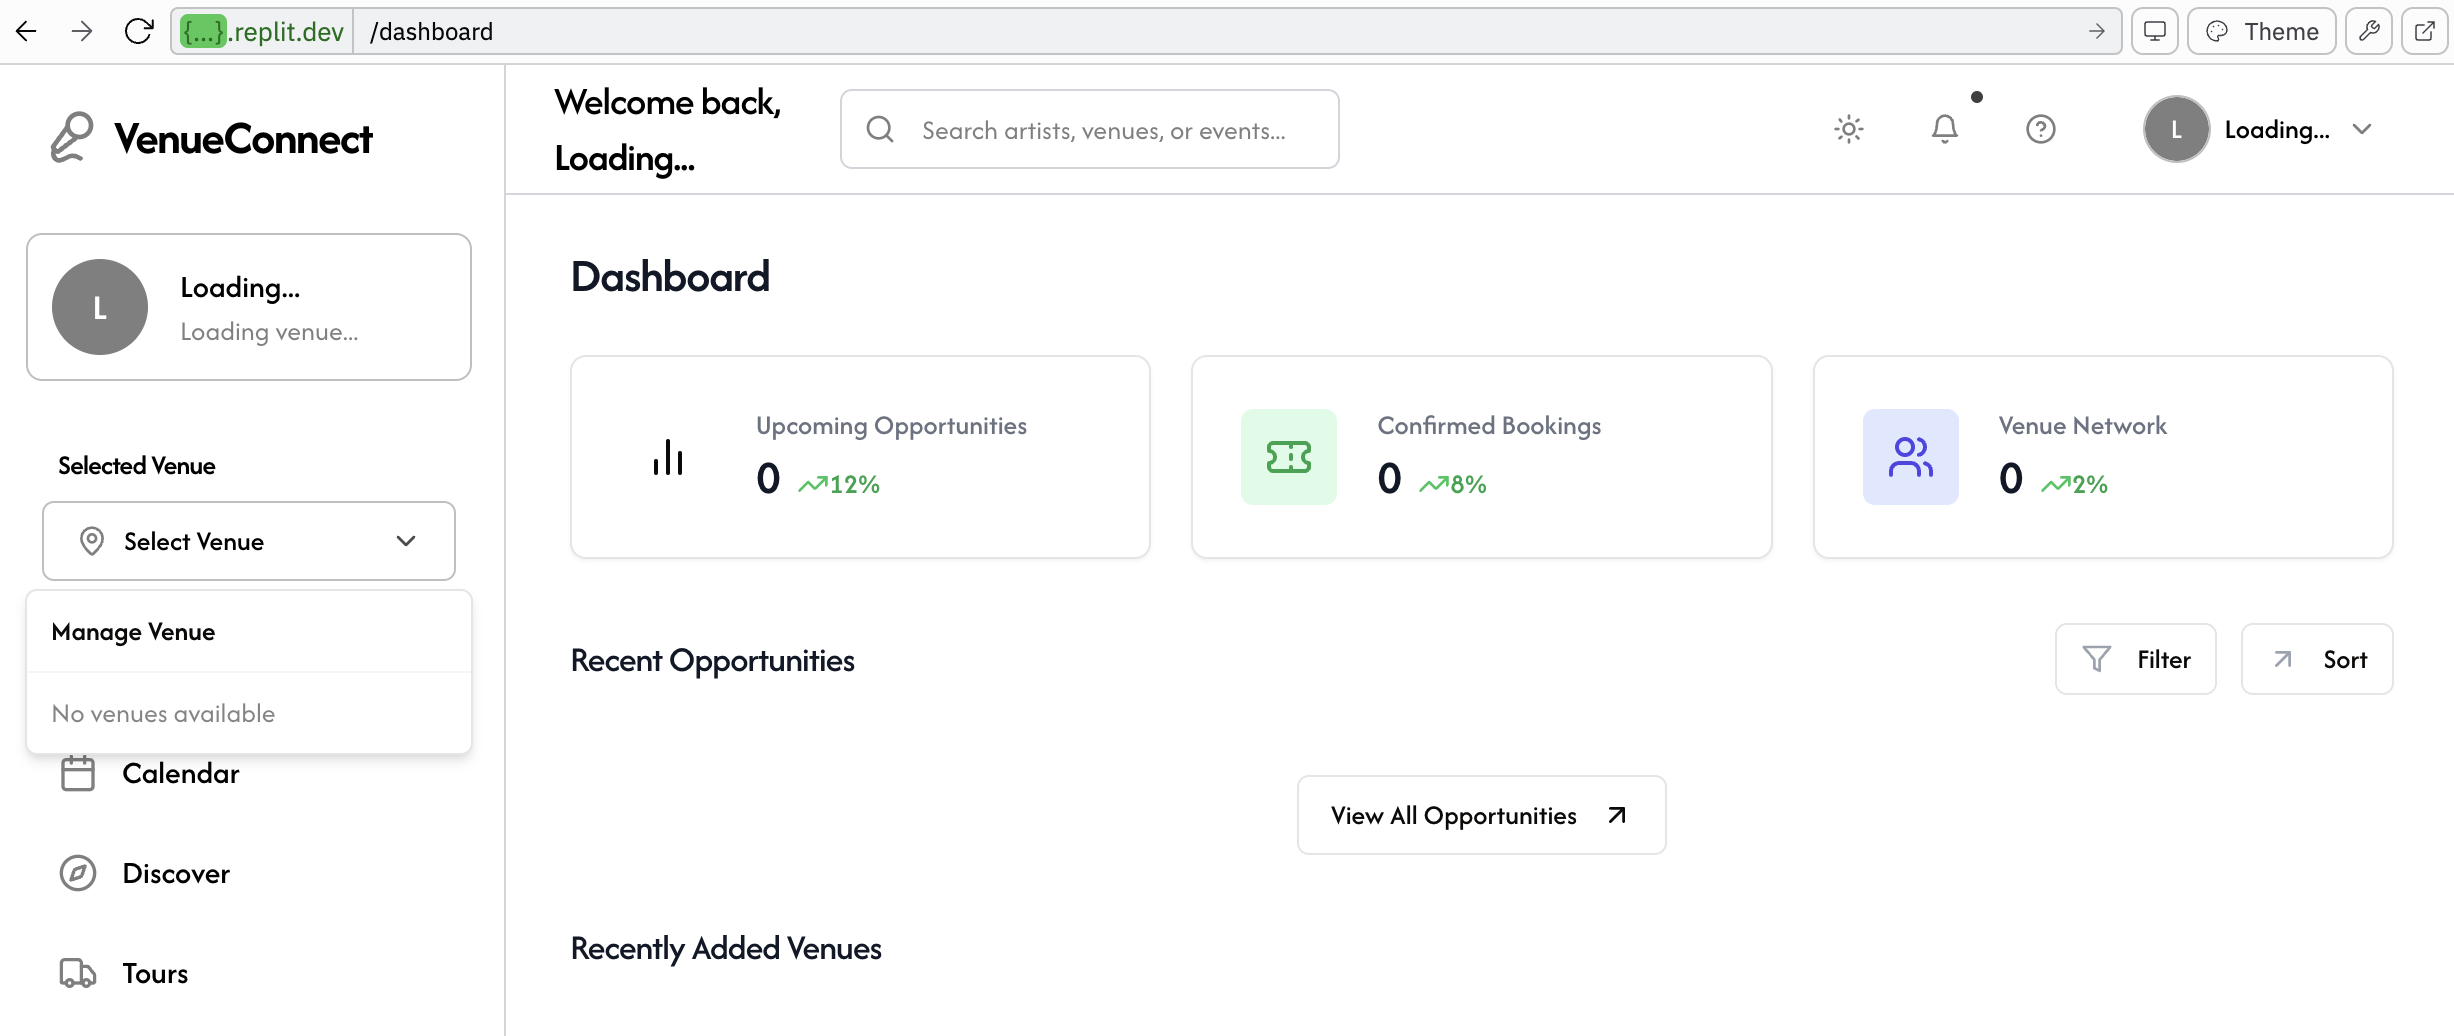 {...}.replit.dev /dashboard
Theme
VenueConnect
Welcome back,
Loading...
Search artists, venues, or events...
L
Loading...
L
Loading...
Loading venue...
Selected Venue
Select Venue
Manage Venue
No venues available
Calendar
Discover
Tours
Dashboard
Upcoming Opportunities
0 12%
Confirmed Bookings
0 8%
Venue Network
0 2%
Recent Opportunities
Filter
Sort
View All Opportunities
Recently Added Venues